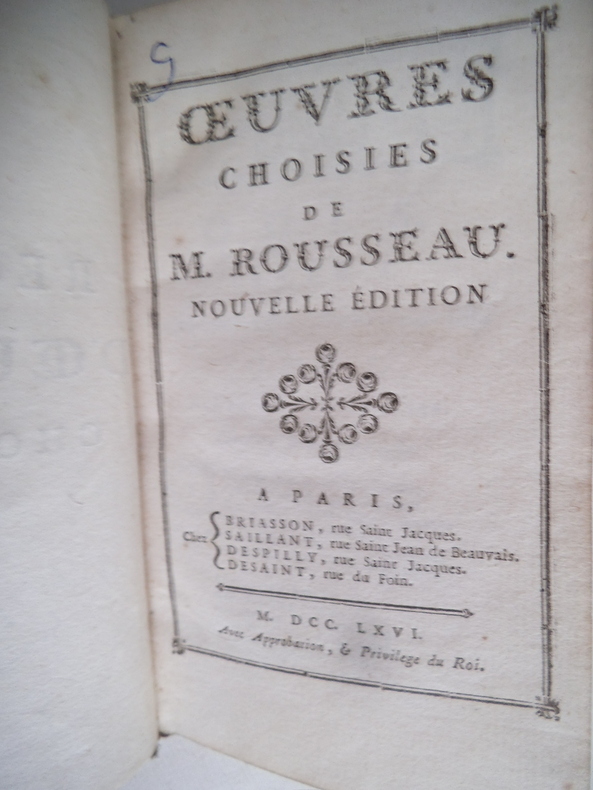 ŒUVRES
CHOISIES
DE
M. ROUSSEAU.
NOUVELLE ÉDITION
A PARIS,
Chez
BRIASSON, rue Saint Jacques.
SAILLANT, rue Saint Jean de Beauvais.
DESPILLY, rue Saint Jacques.
DESAINT, rue du Foin.
M. DCC. LXVI.
Avec Approbation, & Privilege du Roi.